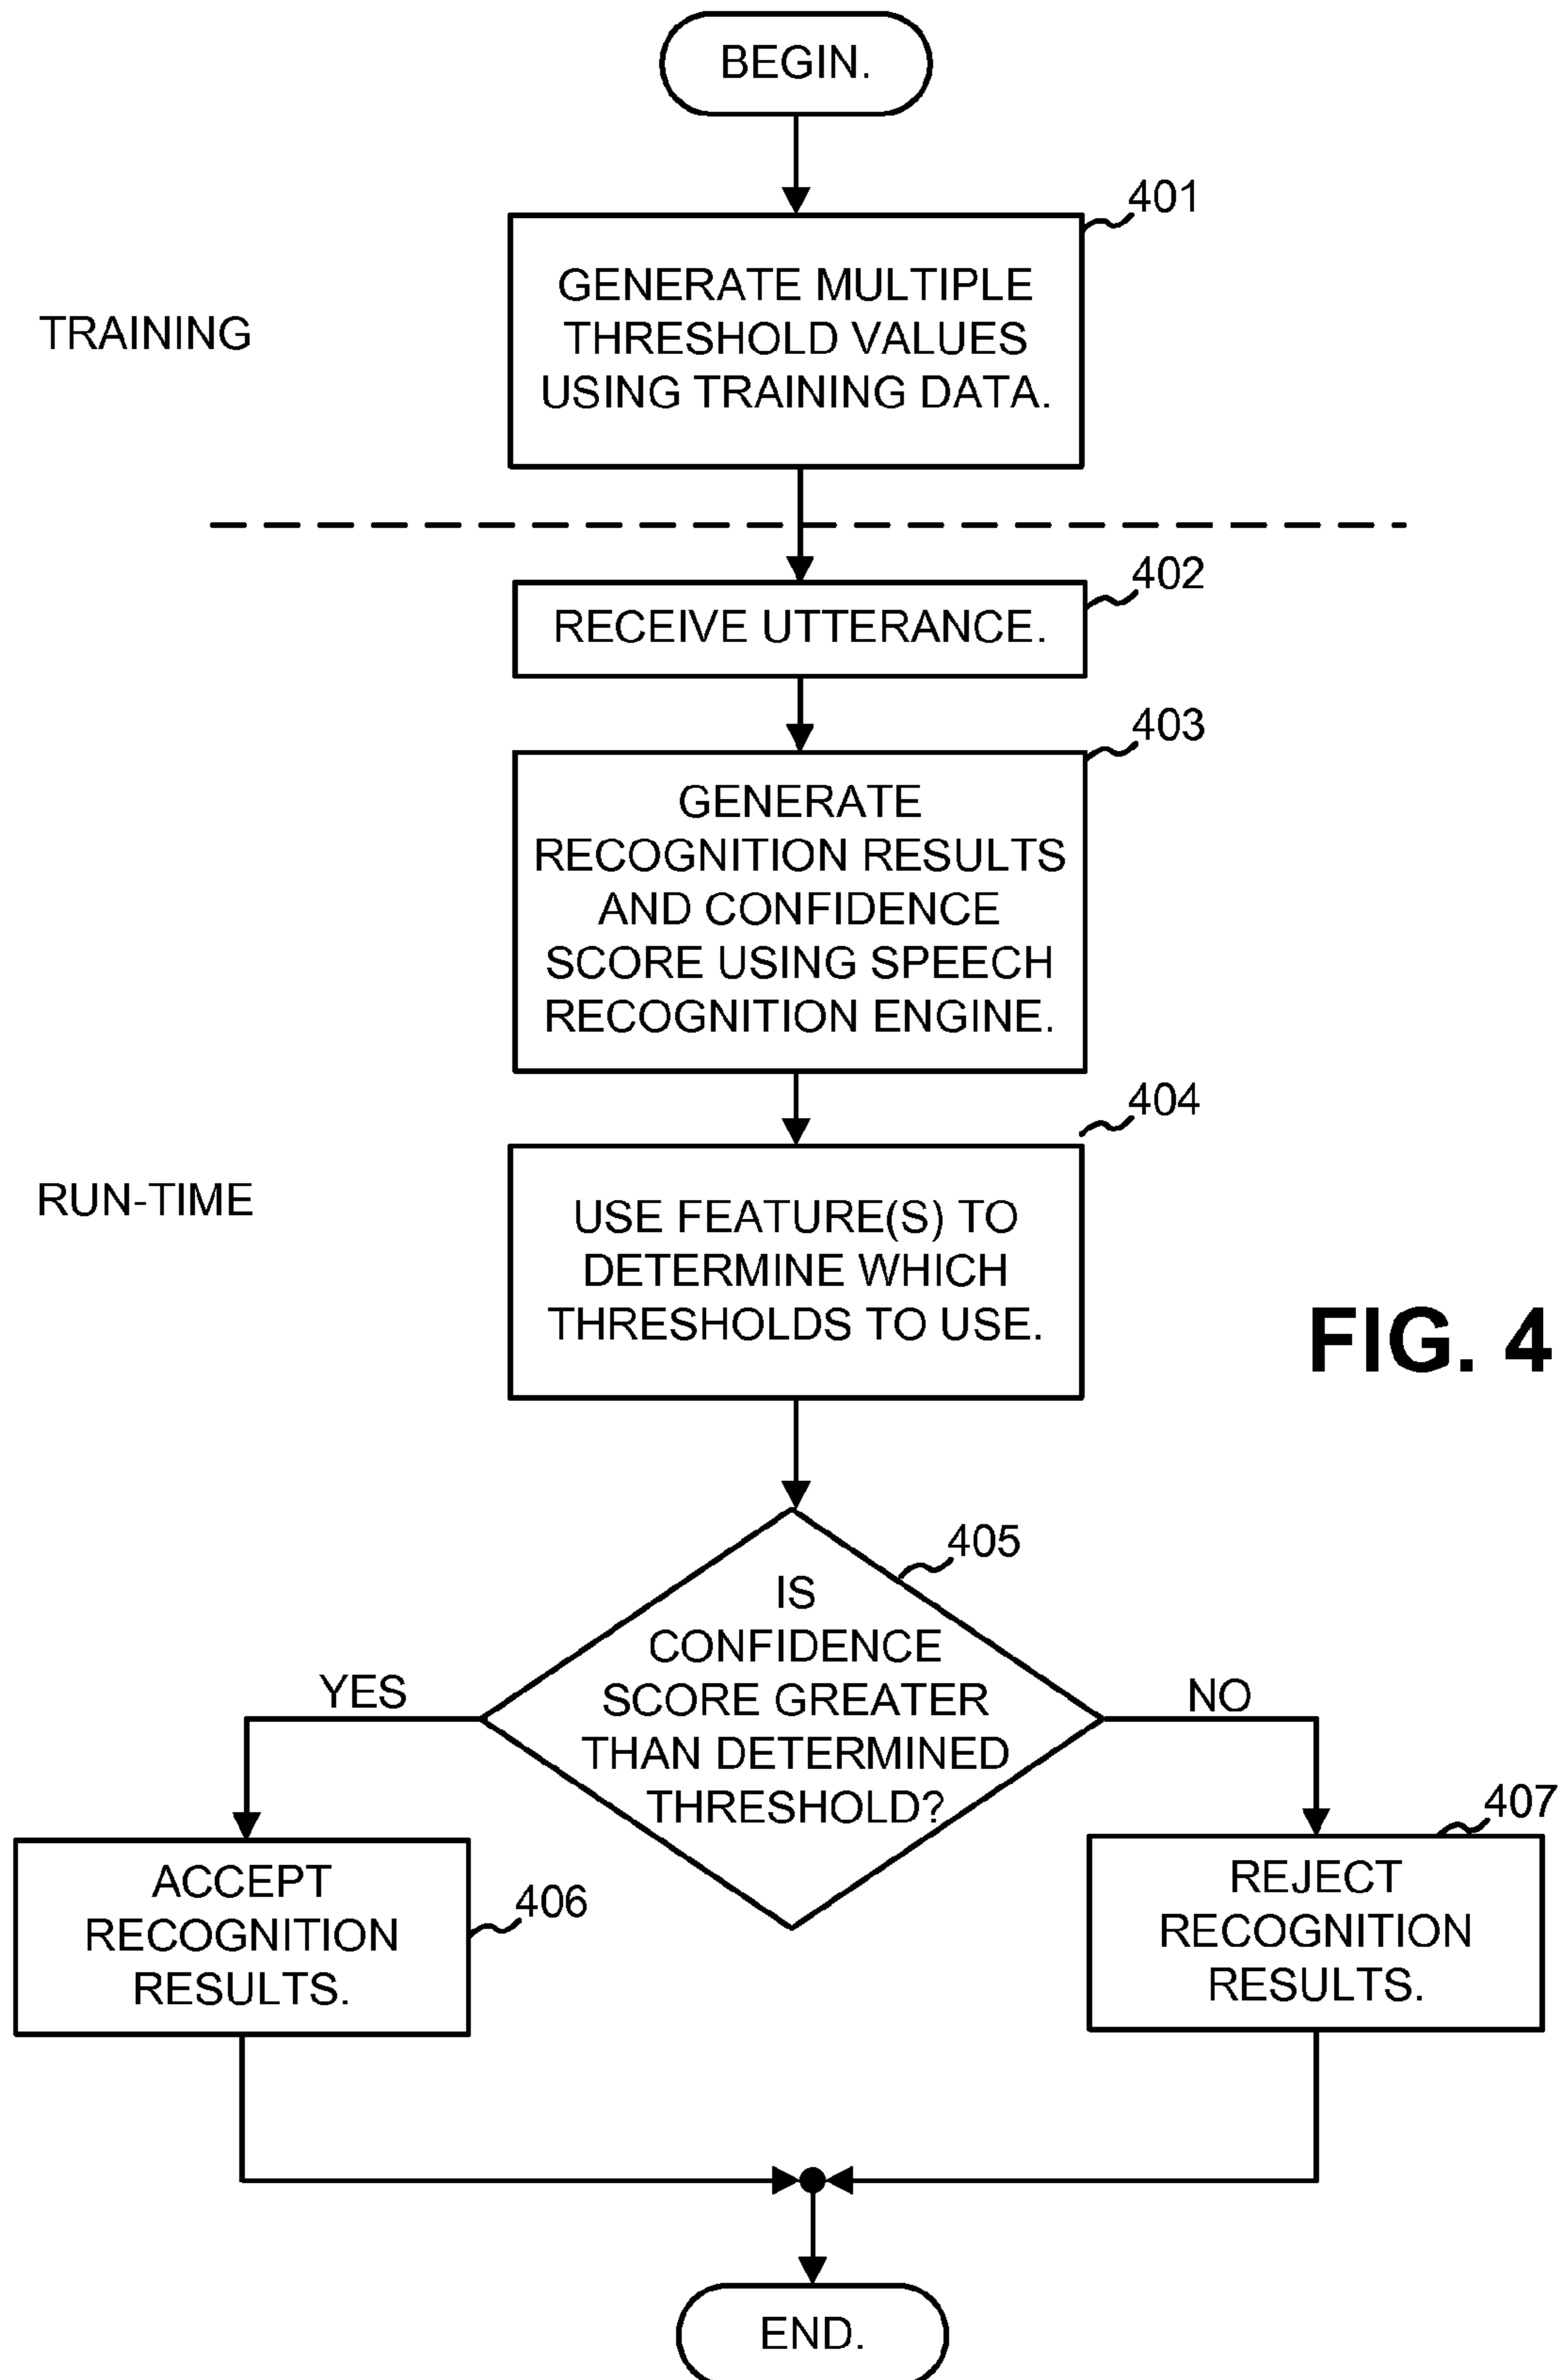 BEGIN.
401
GENERATE MULTIPLE
THRESHOLD VALUES
USING TRAINING DATA.
TRAINING
402
RECEIVE UTTERANCE.
403
GENERATE
RECOGNITION RESULTS
AND CONFIDENCE
SCORE USING SPEECH
RECOGNITION ENGINE.
404
RUN-TIME
USE FEATURE(S) TO
DETERMINE WHICH
THRESHOLDS TO USE.
FIG. 4
405
IS
CONFIDENCE
SCORE GREATER
THAN DETERMINED
THRESHOLD?
YES
NO
406
ACCEPT
RECOGNITION
RESULTS.
407
REJECT
RECOGNITION
RESULTS.
END.